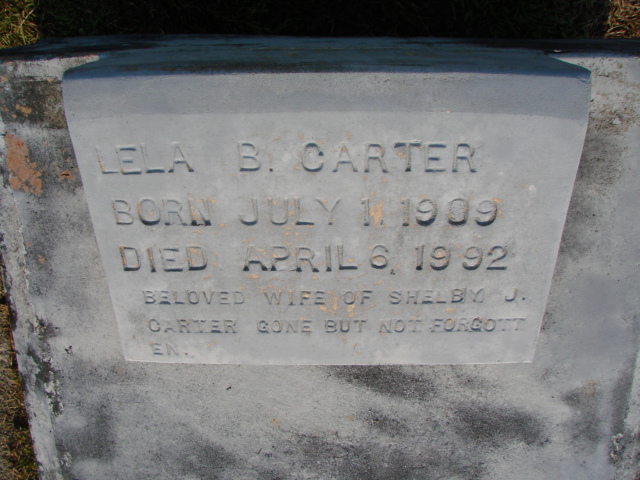 LELA B. CARTER
BORN JULY 1, 1909
DIED APRIL 6, 1992
BELOVED WIFE OF SHELBY J.
CARTER GONE BUT NOT FORGOTT
EN.